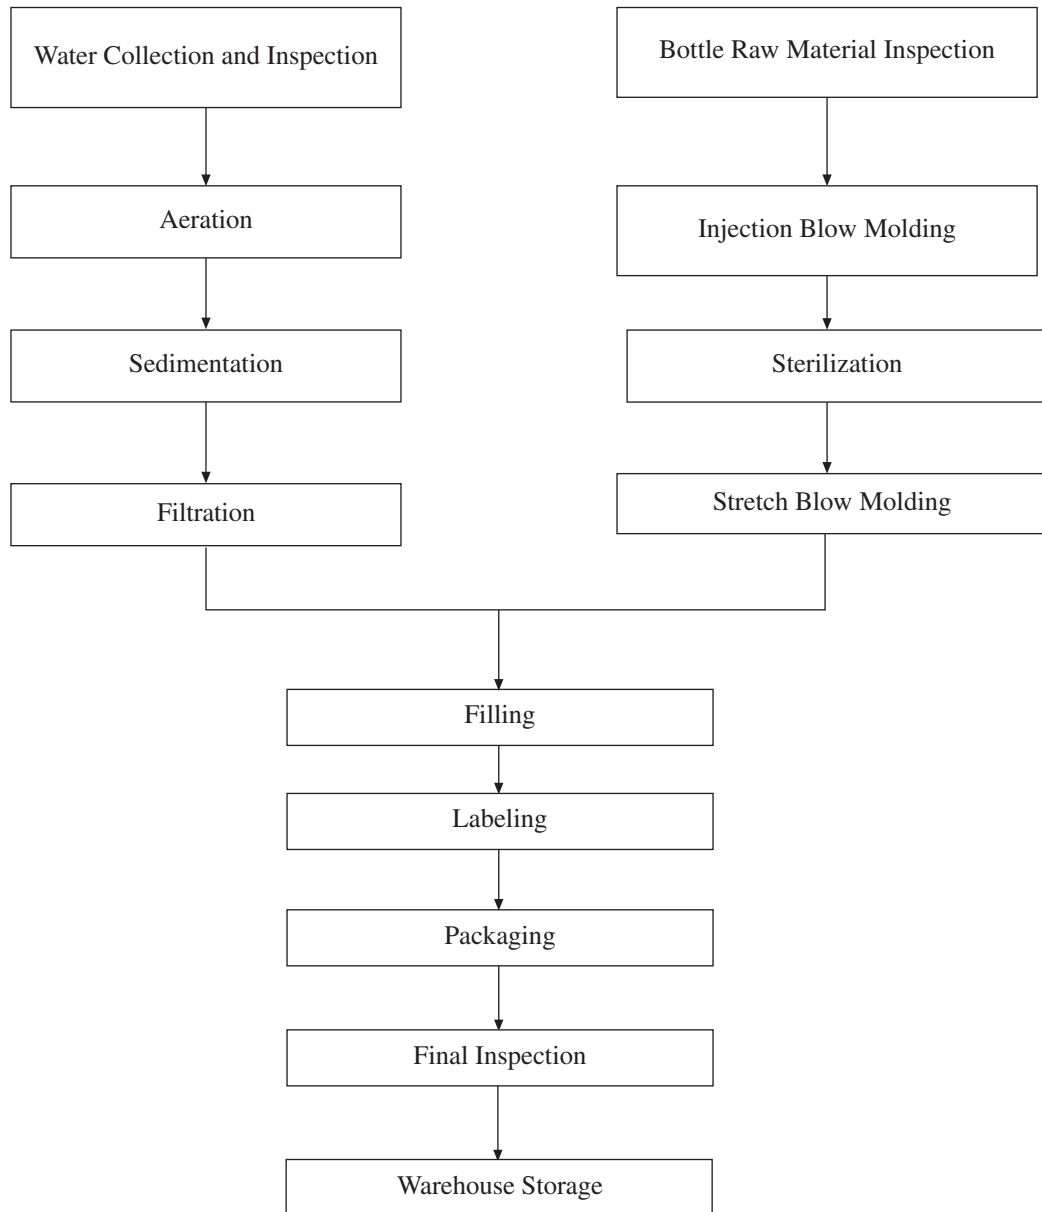 Water Collection and Inspection
Aeration
Sedimentation
Filtration
Bottle Raw Material Inspection
Injection Blow Molding
Sterilization
Stretch Blow Molding
Filling
Labeling
Packaging
Final Inspection
Warehouse Storage